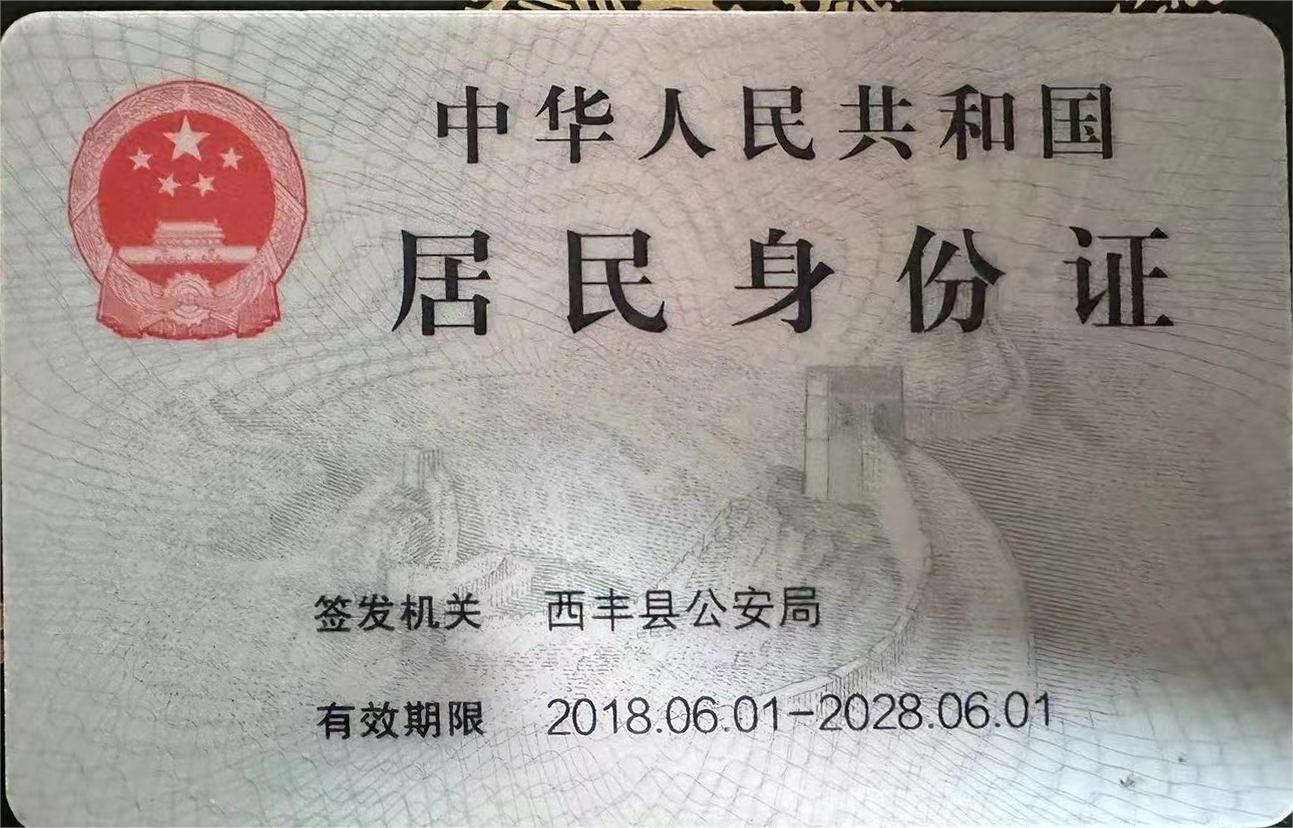 中华人民共和国
居民身份证
签发机关 西丰县公安局
有效期限 2018.06.01-2028.06.01